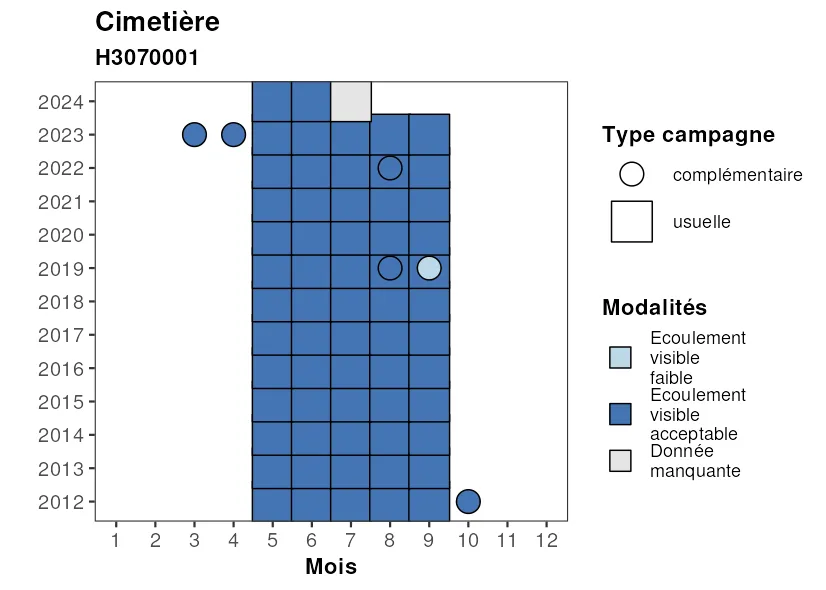 Cimetière
H3070001
2024
2023
2022
2021
2020
2019
2018
2017
2016
2015
2014
2013
2012
1 2 3 4 5 6 7 8 9 10 11 12
Mois
Type campagne
complémentaire
usuelle
Modalités
Ecoulement
visible
faible
Ecoulement
visible
acceptable
Donnée
manquante